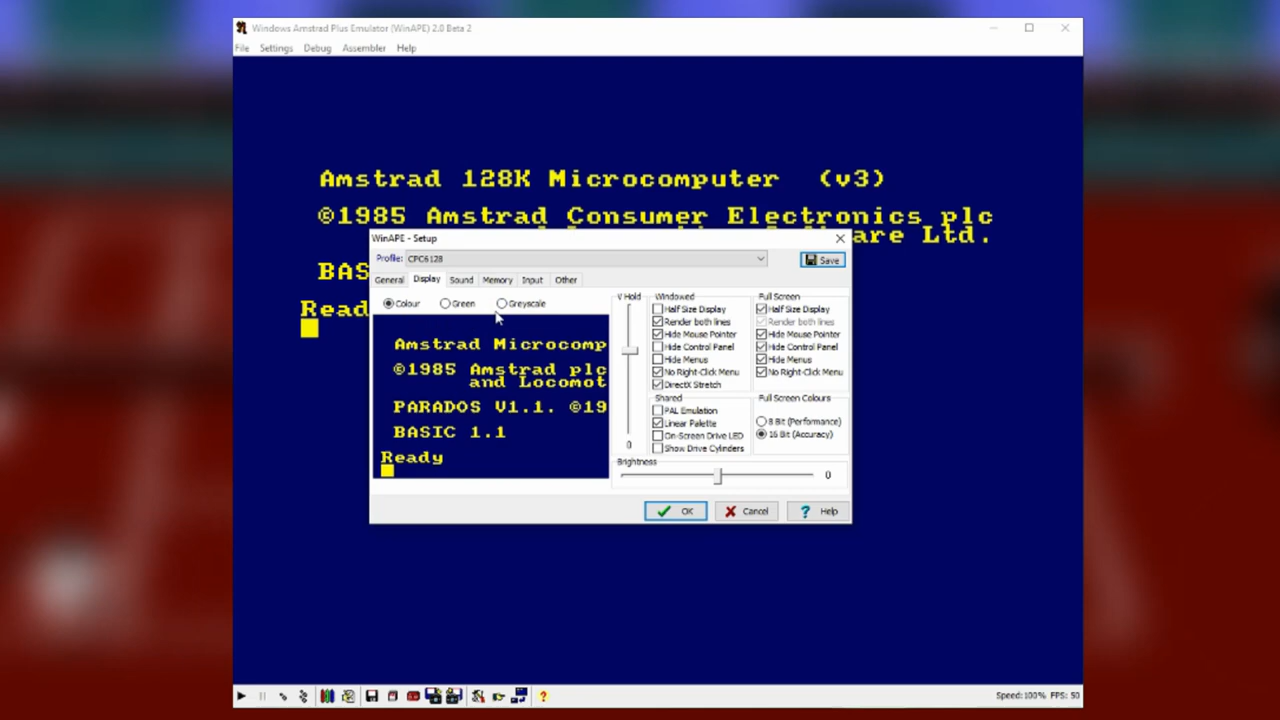 Windows Amstrad Plus Emulator (WinAPE) 2.0 Beta 2
File Settings Debug Assembler Help
Amstrad 128K Microcomputer (v3)
©1985 Amstrad Consumer Electronics plc
are Ltd.
BAS
Ready
WinAPE - Setup
Profile: CPC6128
Save
General Display Sound Memory Input Other
Colour Green Greyscale
Amstrad Microcomp
©1985 Amstrad plc
and Locomot
PARADOS V1.1. ©19
BASIC 1.1
Ready
V Hold
0
Windowed
Half Size Display
Render both lines
Hide Mouse Pointer
Hide Control Panel
Hide Menus
No Right-Click Menu
DirectX Stretch
Full Screen
Half Size Display
Render both lines
Hide Mouse Pointer
Hide Control Panel
Hide Menus
No Right-Click Menu
Shared
PAL Emulation
Linear Palette
On-Screen Drive LED
Show Drive Cylinders
Full Screen Colours
8 Bit (Performance)
16 Bit (Accuracy)
Brightness
0
OK Cancel Help
Speed:100% FPS: 50